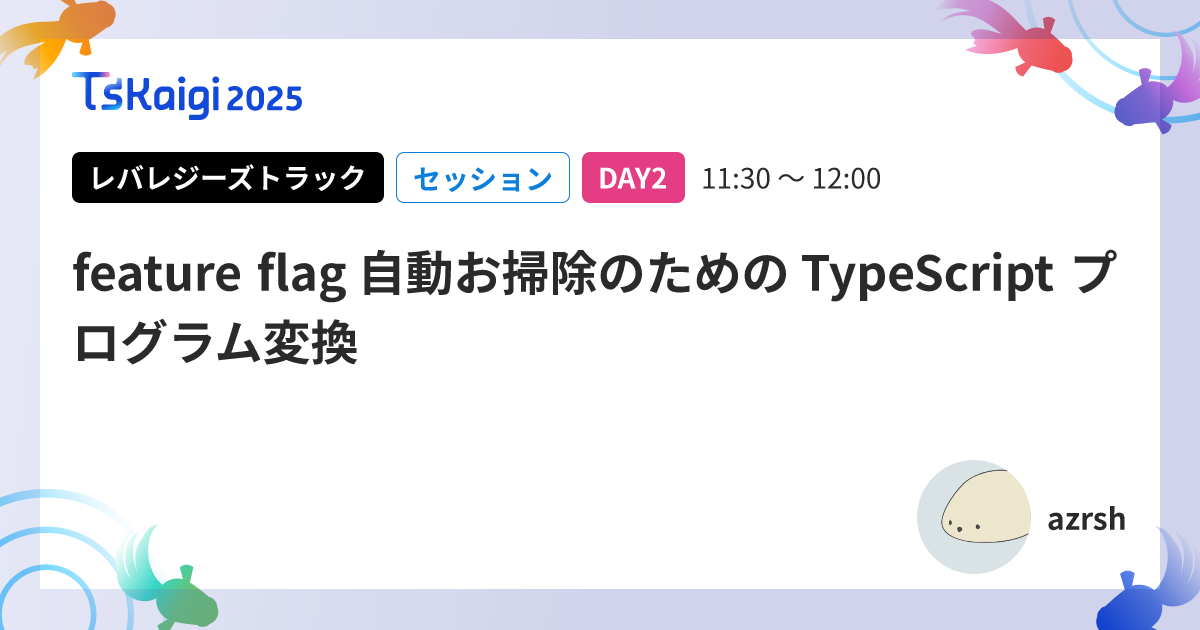 TsKaigi 2025
レバレジーズトラック セッション DAY2 11:30 〜 12:00
feature flag 自動お掃除のための TypeScript プ
ログラム変換
azrsh